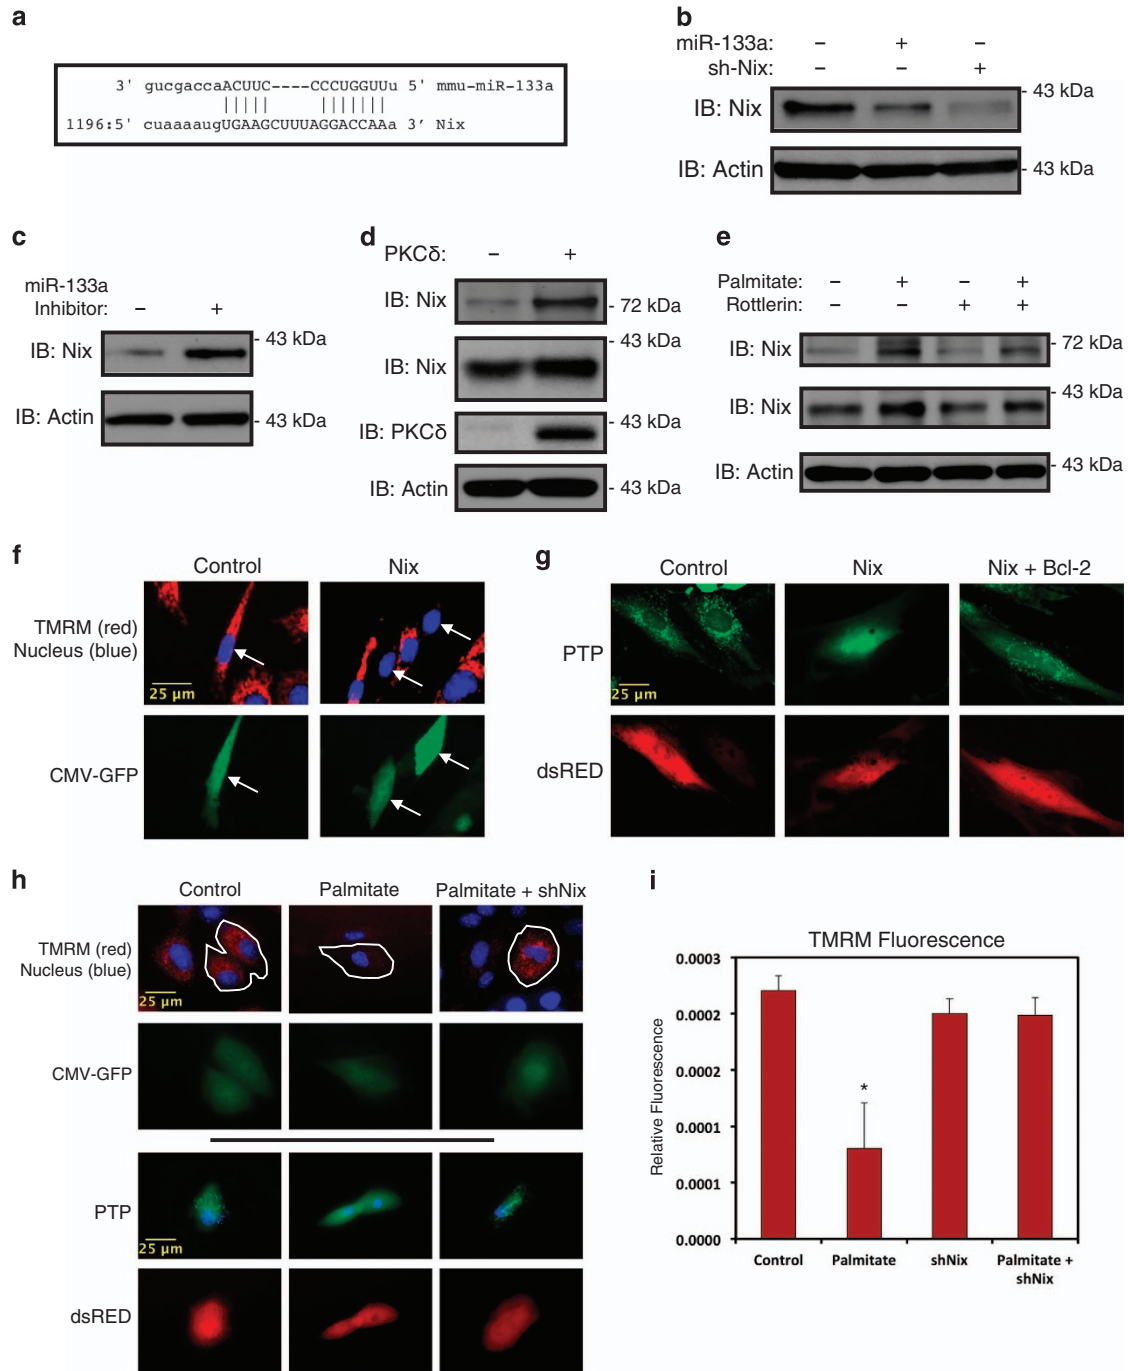 a
3' gucgaccaACUUC----CCCUGGUUu 5' mmu-miR-133a
||||| |||||||
1196:5' cuaaaaugUGAAGCUUUAGGACCAAa 3' Nix
b
miR-133a: – + –
sh-Nix: – – +
IB: Nix - 43 kDa
IB: Actin - 43 kDa
c
miR-133a
Inhibitor: – +
IB: Nix - 43 kDa
IB: Actin - 43 kDa
d
PKCδ: – +
IB: Nix - 72 kDa
IB: Nix - 43 kDa
IB: PKCδ - 43 kDa
IB: Actin - 43 kDa
e
Palmitate: – + – +
Rottlerin: – – + +
IB: Nix - 72 kDa
IB: Nix - 43 kDa
IB: Actin - 43 kDa
f
Control Nix
TMRM (red)
Nucleus (blue)
25 µm
CMV-GFP
g
Control Nix Nix + Bcl-2
PTP
25 µm
dsRED
h
Control Palmitate Palmitate + shNix
TMRM (red)
Nucleus (blue)
25 µm
CMV-GFP
PTP
25 µm
dsRED
i
TMRM Fluorescence
Relative Fluorescence
0.0003
0.0002
0.0002
0.0001
0.0001
0.0000
*
Control Palmitate shNix Palmitate +
shNix